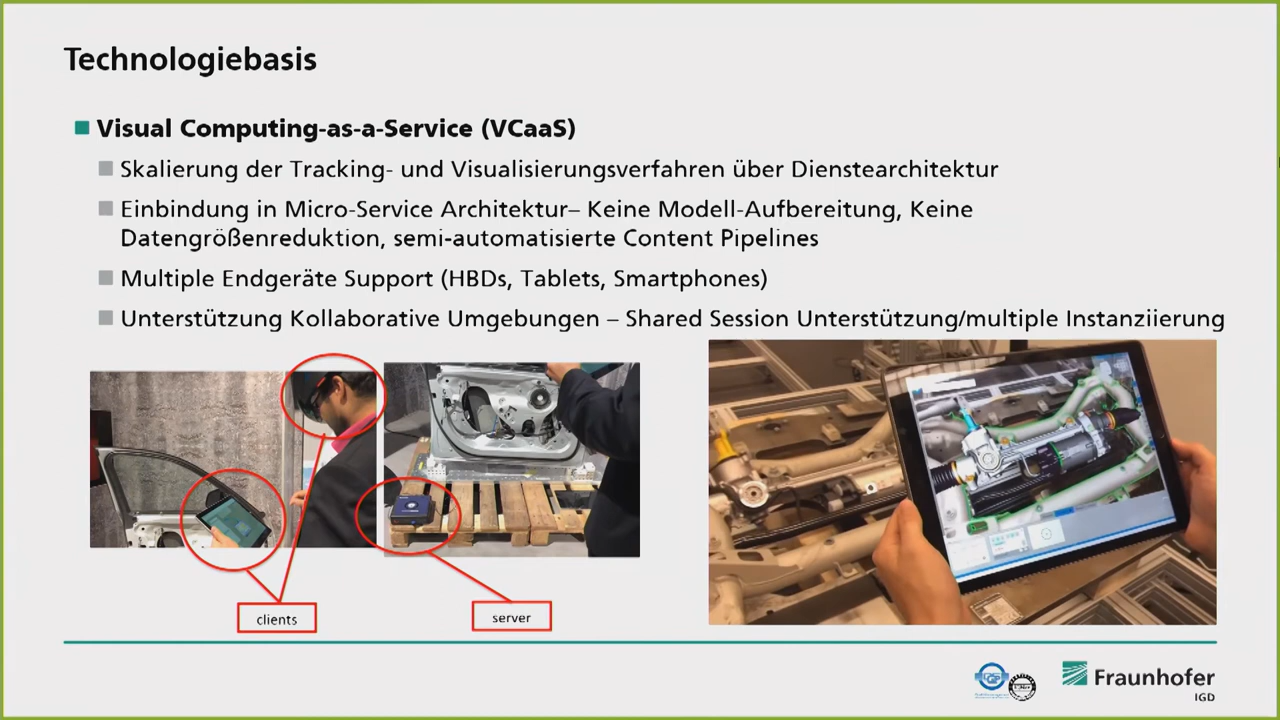 Technologiebasis
Visual Computing-as-a-Service (VCaaS)
Skalierung der Tracking- und Visualisierungsverfahren über Dienstearchitektur
Einbindung in Micro-Service Architektur– Keine Modell-Aufbereitung, Keine
Datengrößenreduktion, semi-automatisierte Content Pipelines
Multiple Endgeräte Support (HBDs, Tablets, Smartphones)
Unterstützung Kollaborative Umgebungen – Shared Session Unterstützung/multiple Instanziierung
clients
server
Fraunhofer
IGD